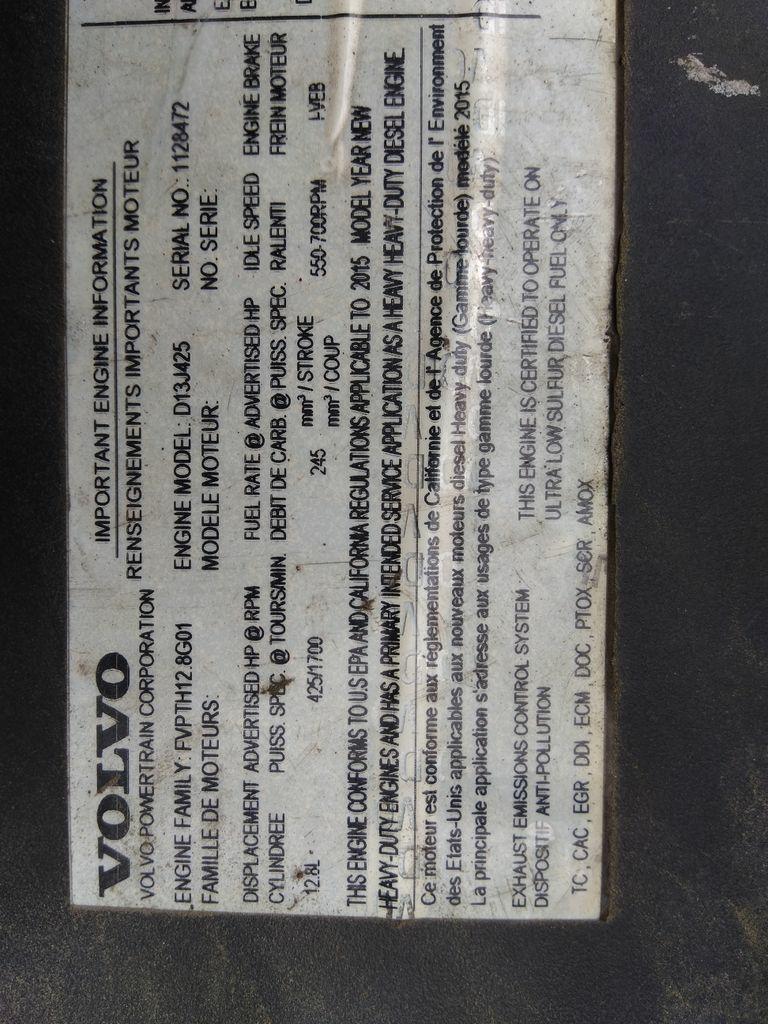 VOLVO
VOLVO POWERTRAIN CORPORATION
IMPORTANT ENGINE INFORMATION
RENSEIGNEMENTS IMPORTANTS MOTEUR
ENGINE FAMILY: FVPTH12.8G01 ENGINE MODEL: D13J425 SERIAL NO.: 1128472
FAMILLE DE MOTEURS: MODELE MOTEUR: NO. SERIE:
DISPLACEMENT ADVERTISED HP @ RPM FUEL RATE @ ADVERTISED HP IDLE SPEED ENGINE BRAKE
CYLINDREE PUISS. SPEC. @ TOURS/MIN. DEBIT DE CARB. @ PUISS. SPEC. RALENTI FREIN MOTEUR
12.8L 425/1700 245 mm³ / STROKE 550-700RPM I-VEB
mm³ / COUP
THIS ENGINE CONFORMS TO U.S EPA AND CALIFORNIA REGULATIONS APPLICABLE TO 2015 MODEL YEAR NEW
HEAVY-DUTY ENGINES AND HAS A PRIMARY INTENDED SERVICE APPLICATION AS A HEAVY HEAVY-DUTY DIESEL ENGINE.
Ce moteur est conforme aux réglementations de Californie et de l' Agence de Protection de l' Environment
des Etats-Unis applicables aux nouveaux moteurs diesel Heavy duty (Gamme lourde) modèle 2015
La principale application s'adresse aux usages de type gamme lourde (Heavy-heavy-duty)
EXHAUST EMISSIONS CONTROL SYSTEM THIS ENGINE IS CERTIFIED TO OPERATE ON
DISPOSITIF ANTI-POLLUTION ULTRA LOW SULFUR DIESEL FUEL ONLY
TC , CAC , EGR , DDI , ECM , DOC , PTOX , SCR , AMOX